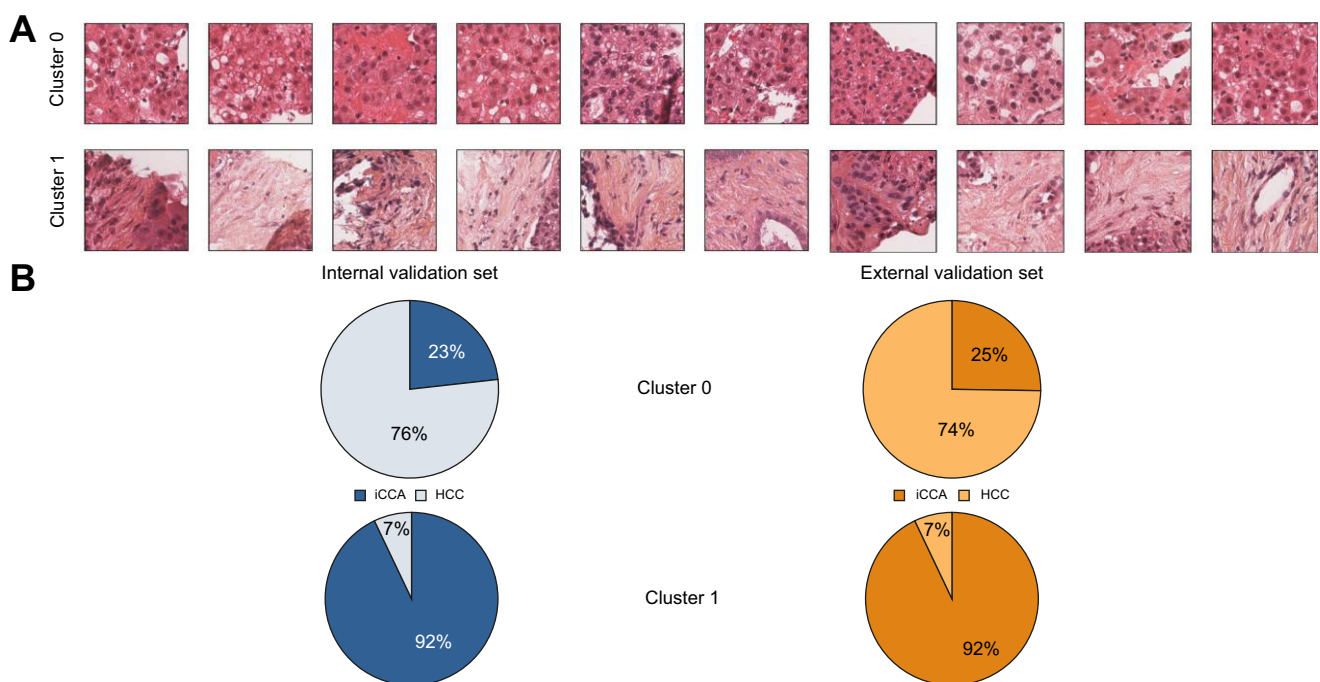 A
Cluster 0
Cluster 1
B
Internal validation set
External validation set
23%
76%
Cluster 0
25%
74%
iCCA HCC
iCCA HCC
7%
92%
Cluster 1
7%
92%